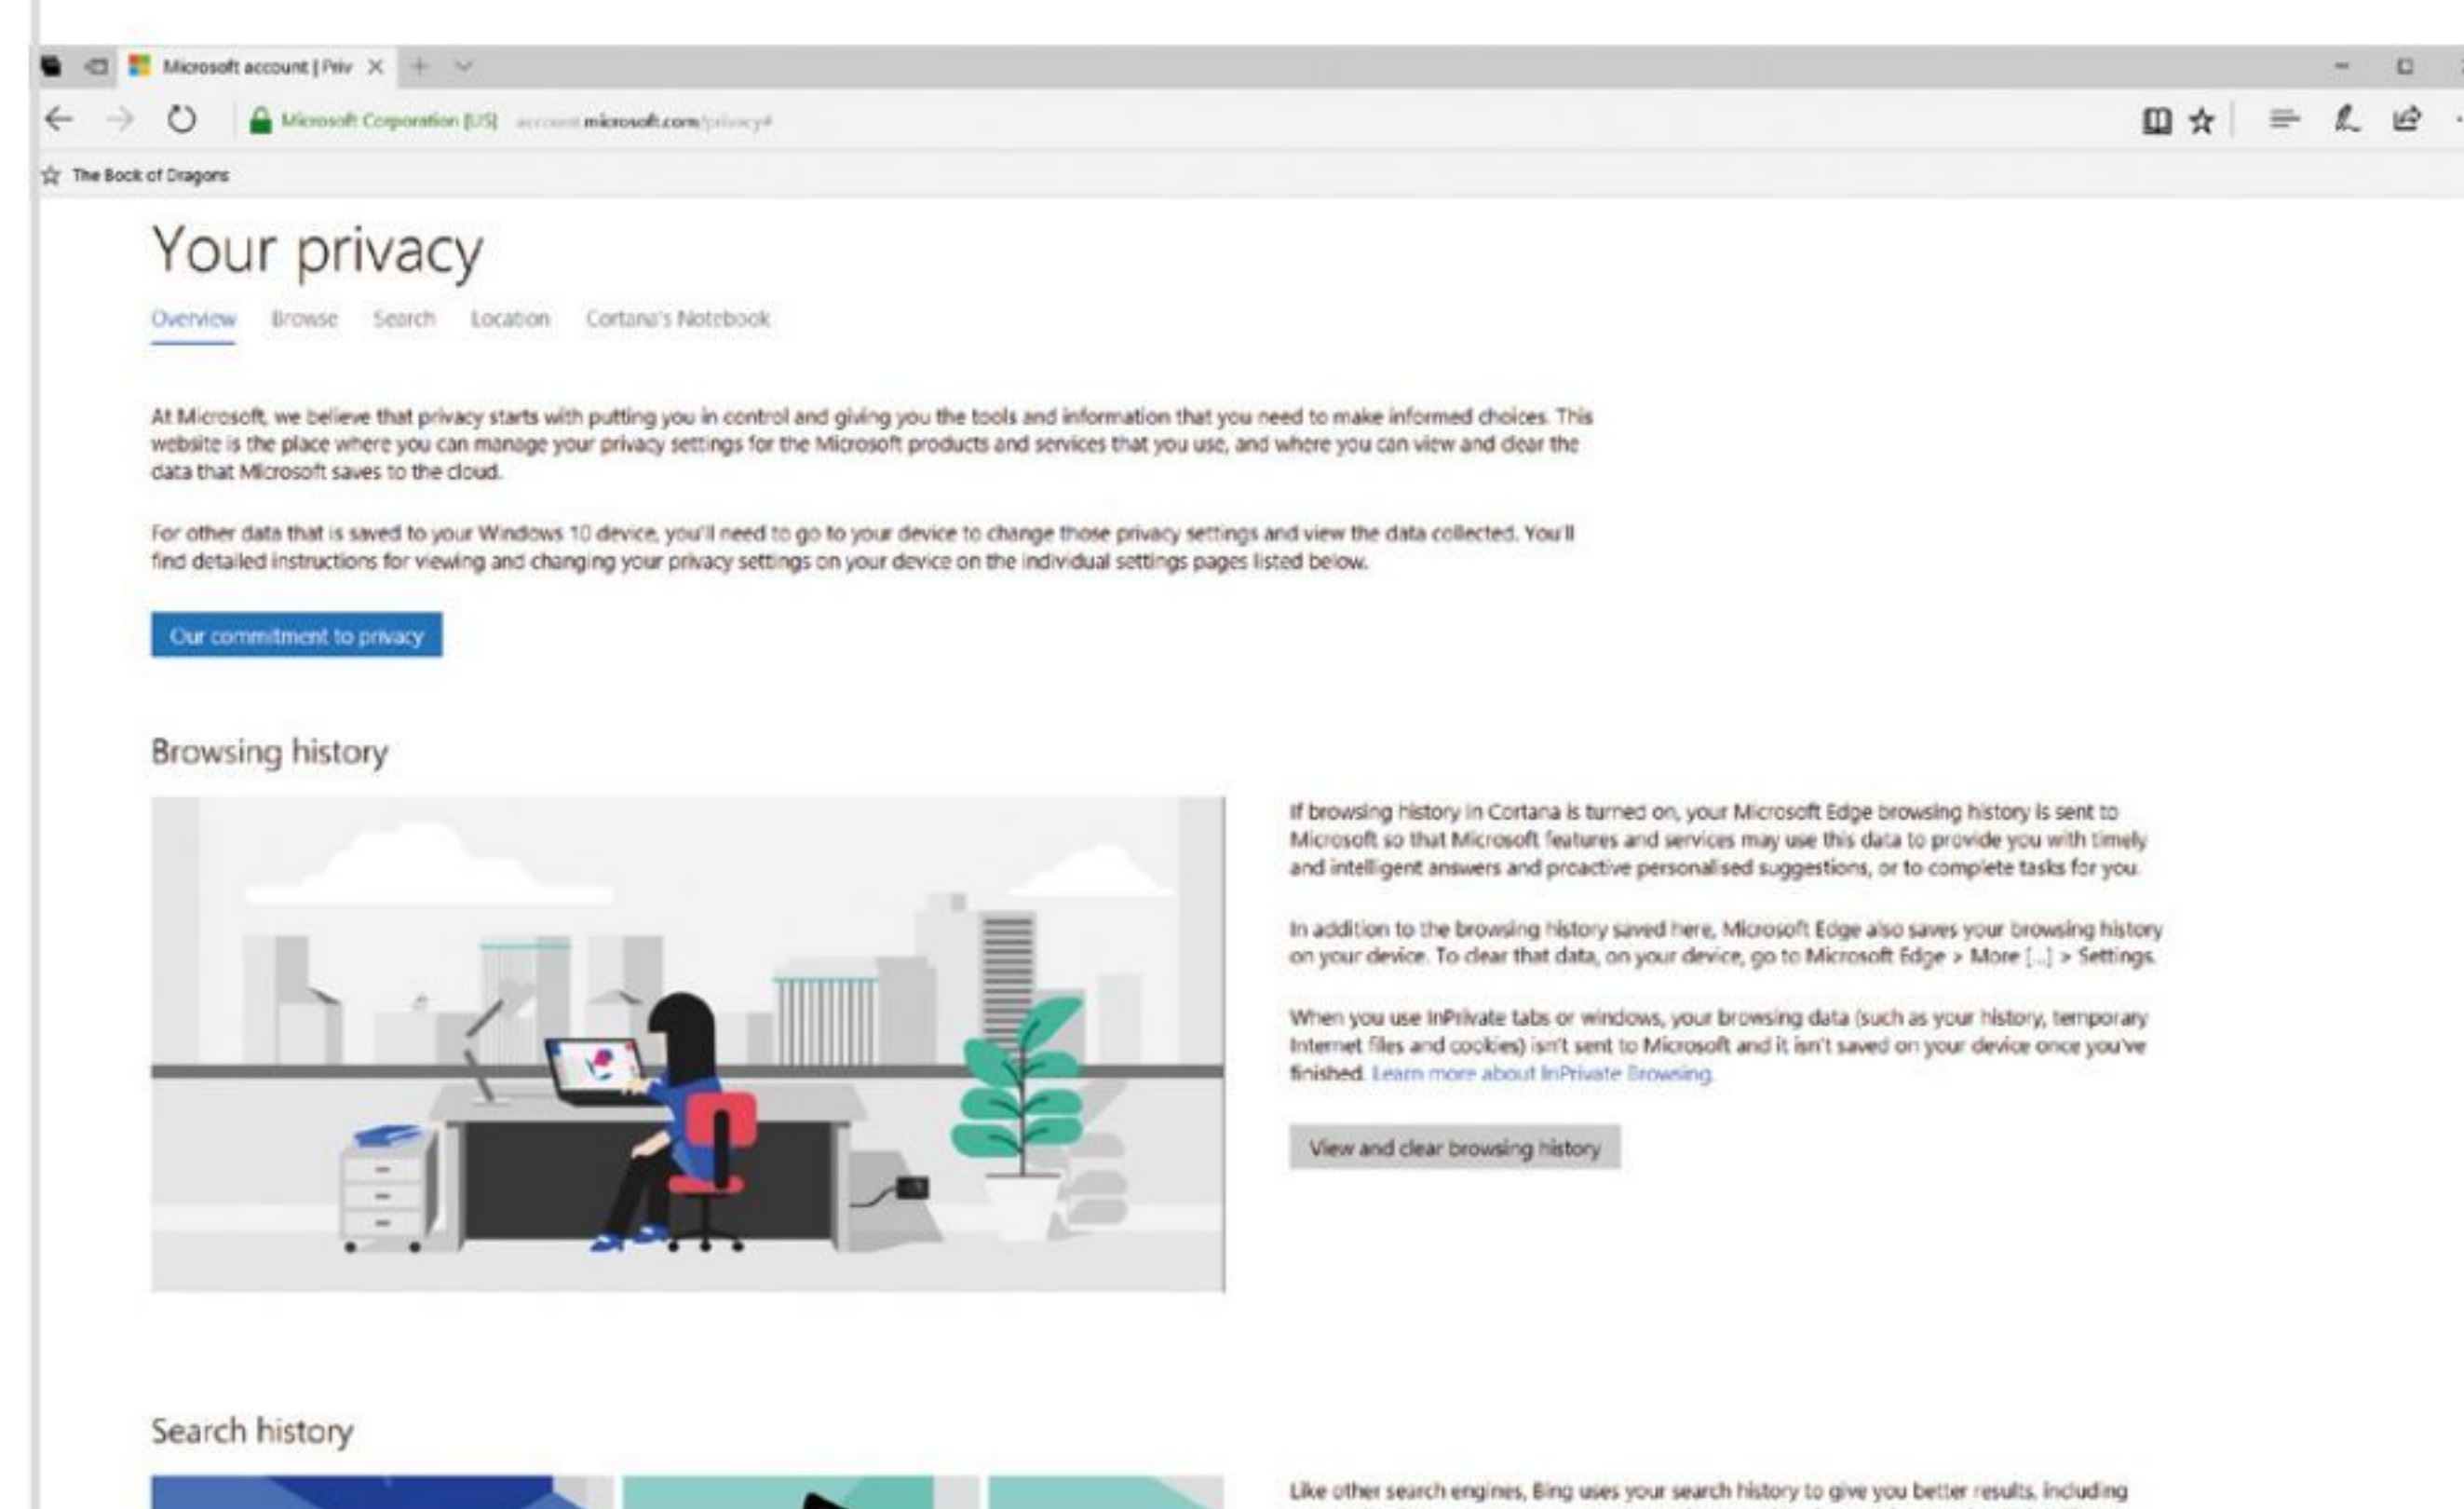 Microsoft account | Priv
Microsoft Corporation [US] account.microsoft.com/privacy#
The Book of Dragons
Your privacy
Overview Browse Search Location Cortana's Notebook
At Microsoft, we believe that privacy starts with putting you in control and giving you the tools and information that you need to make informed choices. This
website is the place where you can manage your privacy settings for the Microsoft products and services that you use, and where you can view and clear the
data that Microsoft saves to the cloud.
For other data that is saved to your Windows 10 device, you'll need to go to your device to change those privacy settings and view the data collected. You'll
find detailed instructions for viewing and changing your privacy settings on your device on the individual settings pages listed below.
Our commitment to privacy
Browsing history
If browsing history in Cortana is turned on, your Microsoft Edge browsing history is sent to
Microsoft so that Microsoft features and services may use this data to provide you with timely
and intelligent answers and proactive personalised suggestions, or to complete tasks for you.
In addition to the browsing history saved here, Microsoft Edge also saves your browsing history
on your device. To clear that data, on your device, go to Microsoft Edge > More [...] > Settings.
When you use InPrivate tabs or windows, your browsing data (such as your history, temporary
Internet files and cookies) isn't sent to Microsoft and it isn't saved on your device once you've
finished. Learn more about InPrivate Browsing.
View and clear browsing history
Search history
Like other search engines, Bing uses your search history to give you better results, including